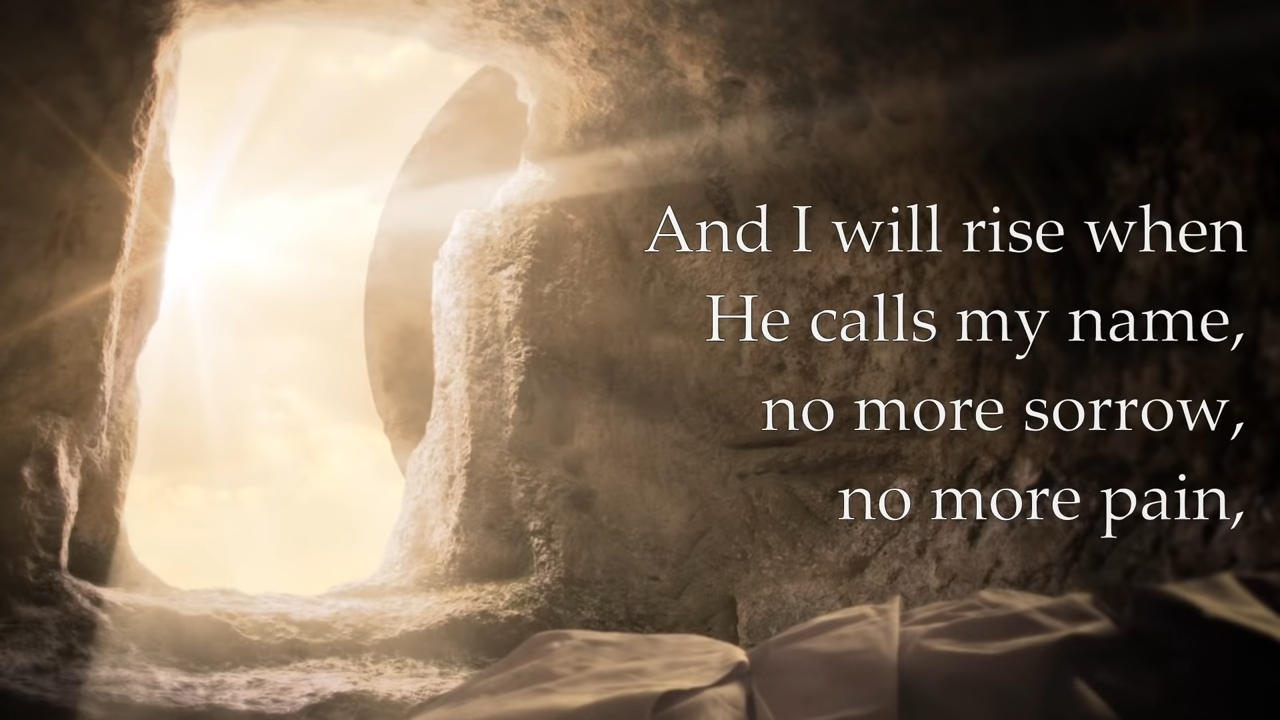 And I will rise when
He calls my name,
no more sorrow,
no more pain,